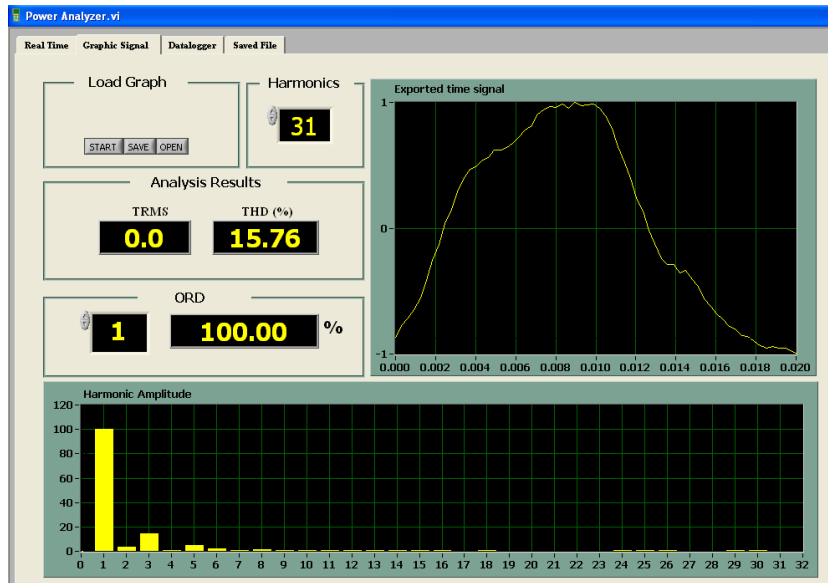 Power Analyzer.vi
Real Time Graphic Signal Datalogger Saved File
Load Graph
START SAVE OPEN
Harmonics
31
Analysis Results
TRMS THD (%)
0.0 15.76
ORD
1 100.00 %
Exported time signal
1
0
-1
0.000 0.002 0.004 0.006 0.008 0.010 0.012 0.014 0.016 0.018 0.020
Harmonic Amplitude
120
100
80
60
40
20
0
0 1 2 3 4 5 6 7 8 9 10 11 12 13 14 15 16 17 18 19 20 21 22 23 24 25 26 27 28 29 30 31 32